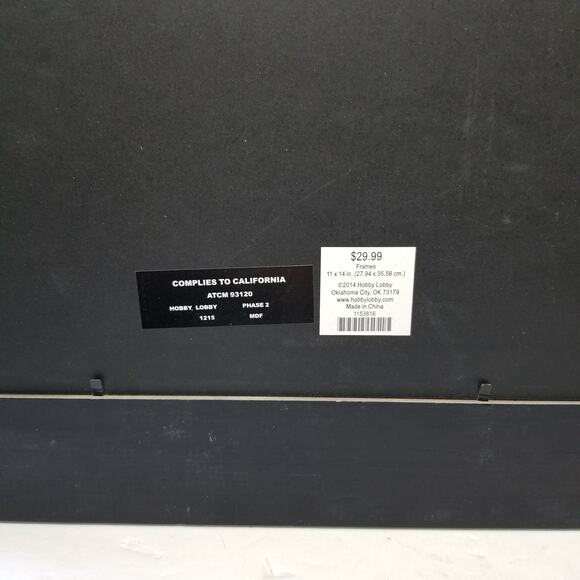 COMPLIES TO CALIFORNIA
ATCM 93120
HOBBY, LOBBY PHASE 2
1215 MDF
$29.99
Frames
11 x 14 in. (27.94 x 35.56 cm.)
©2014 Hobby Lobby
Oklahoma City, OK 73179
www.hobbylobby.com
Made in China
1153816